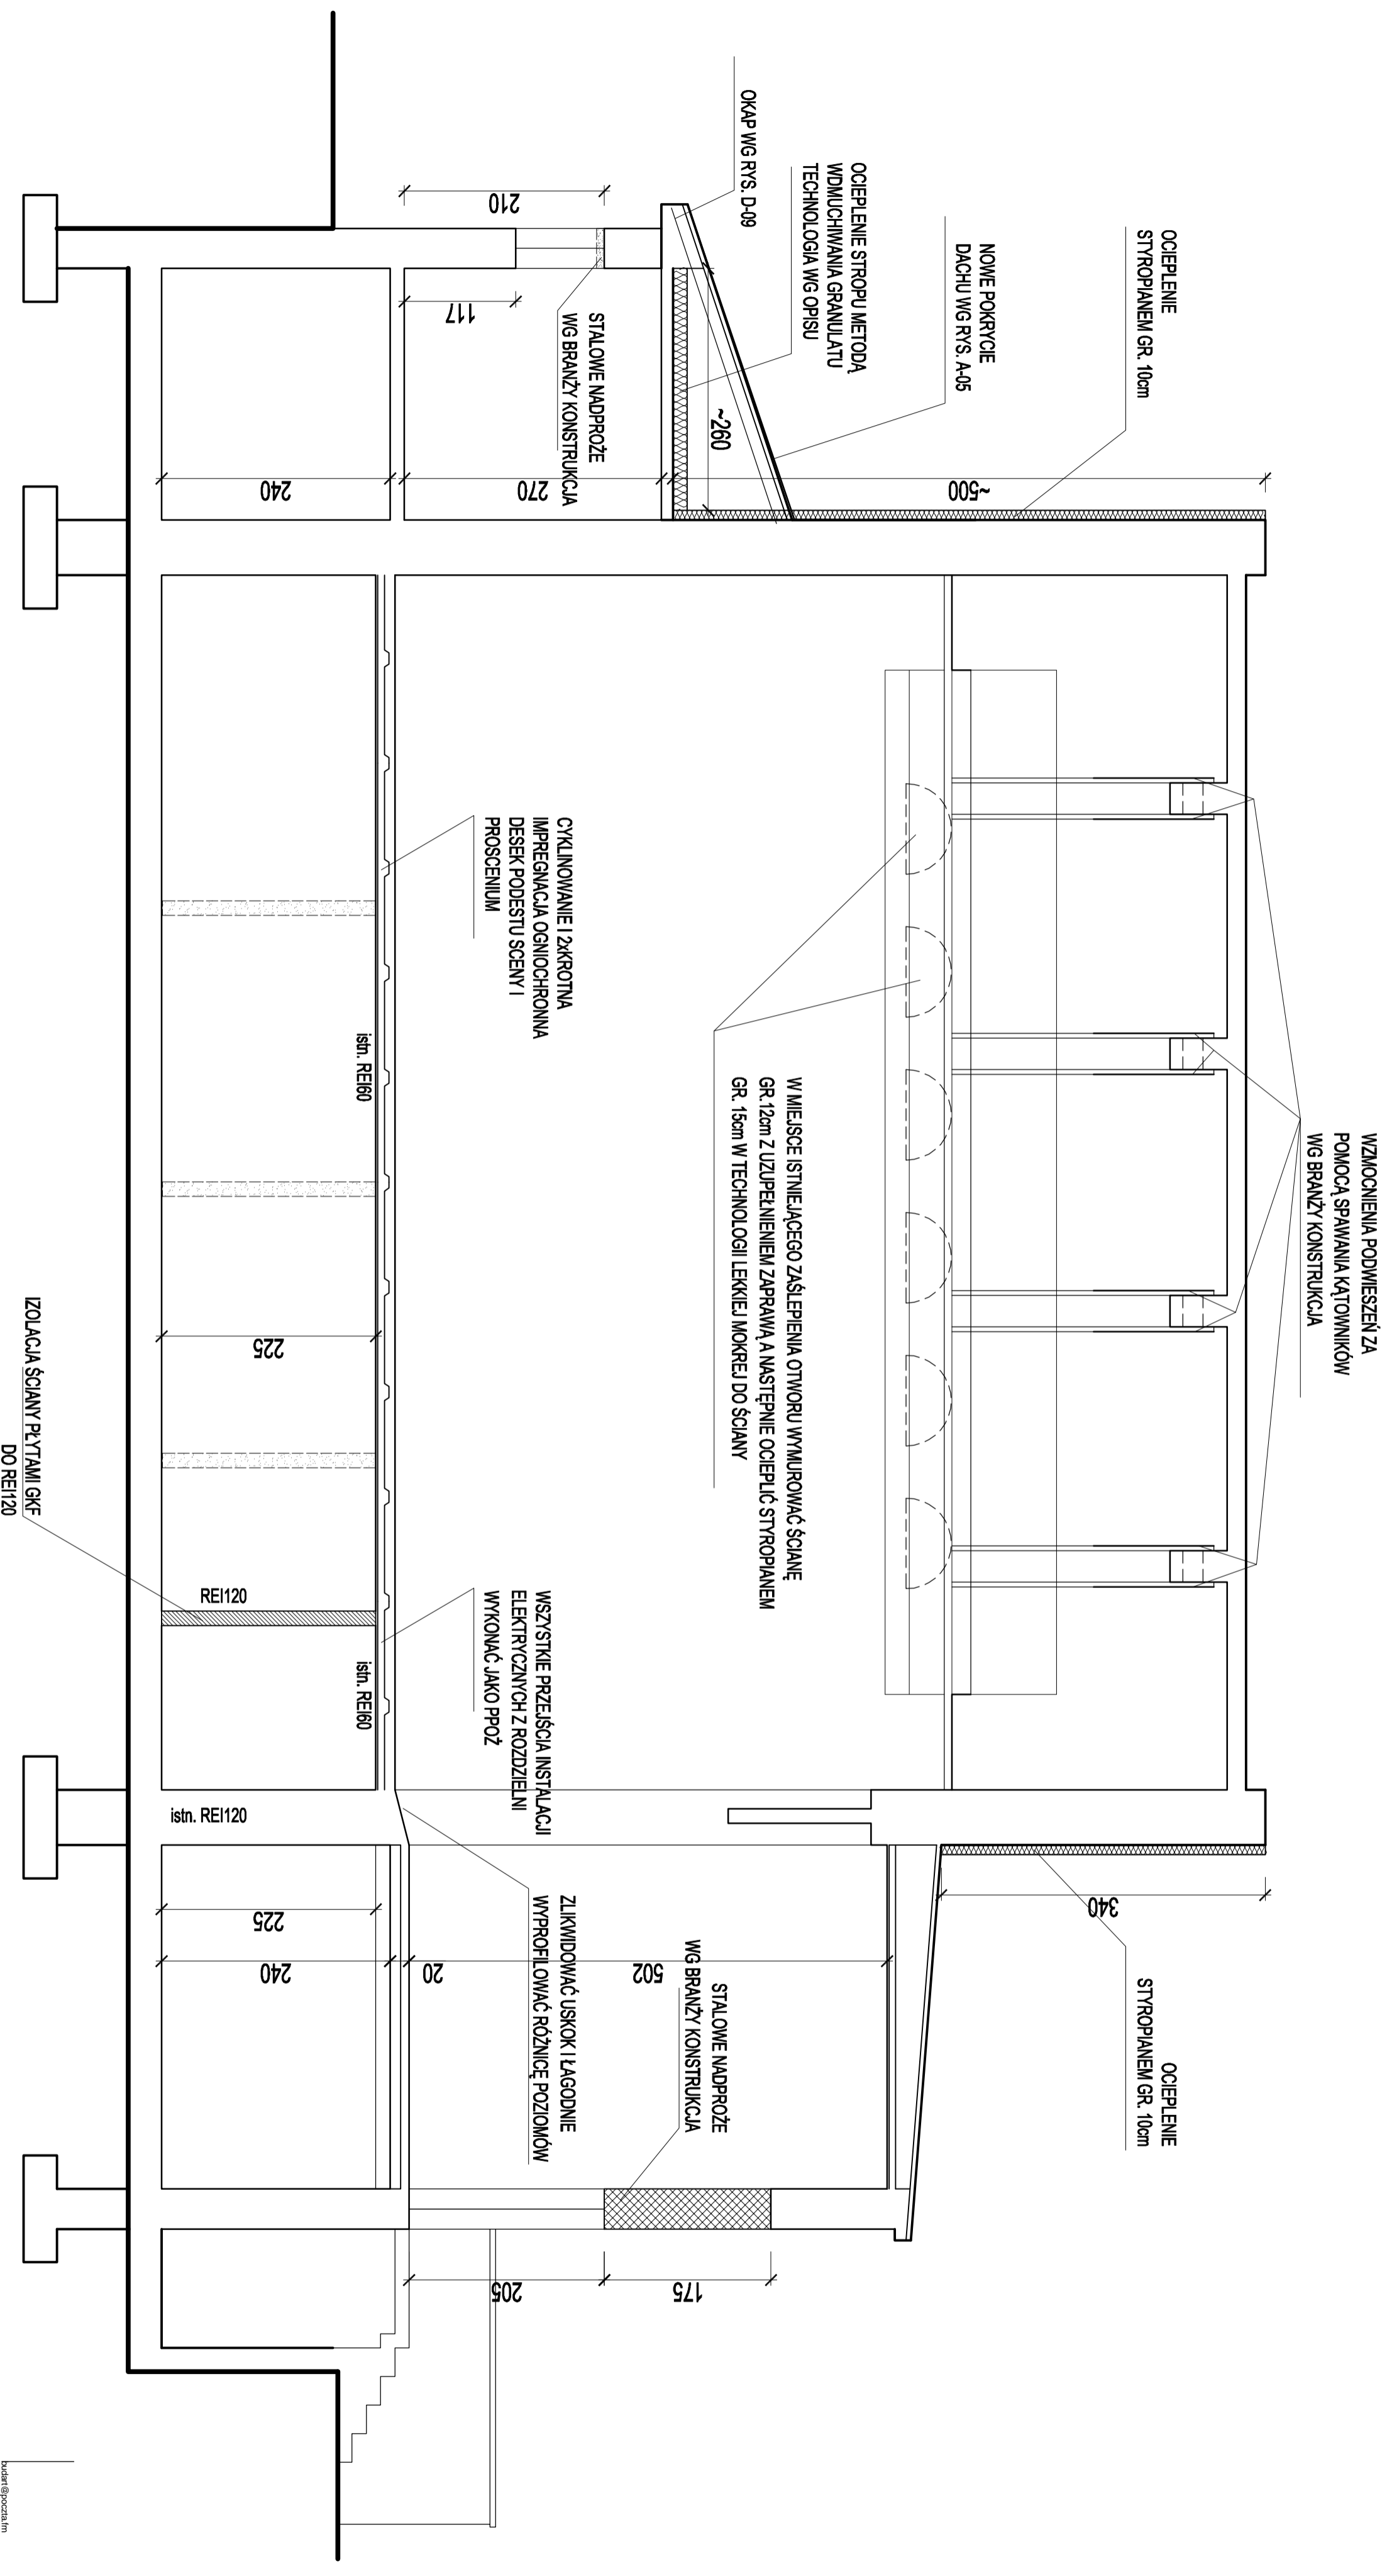 WZMOCNIENIA PODWIESZEŃ ZA
POMOCĄ SPAWANIA KĄTOWNIKÓW
WG BRANŻY KONSTRUKCJA
OCIEPLENIE
STYROPIANEM GR. 10cm
NOWE POKRYCIE
DACHU WG RYS. A-05
OCIEPLENIE STROPU METODĄ
WDMUCHIWANIA GRANULATU
TECHNOLOGIA WG OPISU
OKAP WG RYS. D-09
STALOWE NADPROŻE
WG BRANŻY KONSTRUKCJA
~260
~500
210
117
270
240
W MIEJSCE ISTNIEJĄCEGO ZAŚLEPIENIA OTWORU WYMUROWAĆ ŚCIANĘ
GR.12cm Z UZUPEŁNIENIEM ZAPRAWĄ A NASTĘPNIE OCIEPLIĆ STYROPIANEM
GR. 15cm W TECHNOLOGII LEKKIEJ MOKREJ DO ŚCIANY
CYKLINOWANIE I 2xKROTNA
IMPREGNACJA OGNIOCHRONNA
DESEK PODESTU SCENY I
PROSCENIUM
WSZYSTKIE PRZEJŚCIA INSTALACJI
ELEKTRYCZNYCH Z ROZDZIELNI
WYKONAĆ JAKO PPOŻ
istn. REI60
istn. REI60
225
REI120
istn. REI120
IZOLACJA ŚCIANY PŁYTAMI GKF
DO REI120
OCIEPLENIE
STYROPIANEM GR. 10cm
340
STALOWE NADPROŻE
WG BRANŻY KONSTRUKCJA
ZLIKWIDOWAĆ USKOK I ŁAGODNIE
WYPROFILOWAĆ RÓŻNICĘ POZIOMÓW
502
20
225
240
175
205
budart@poczta.fm